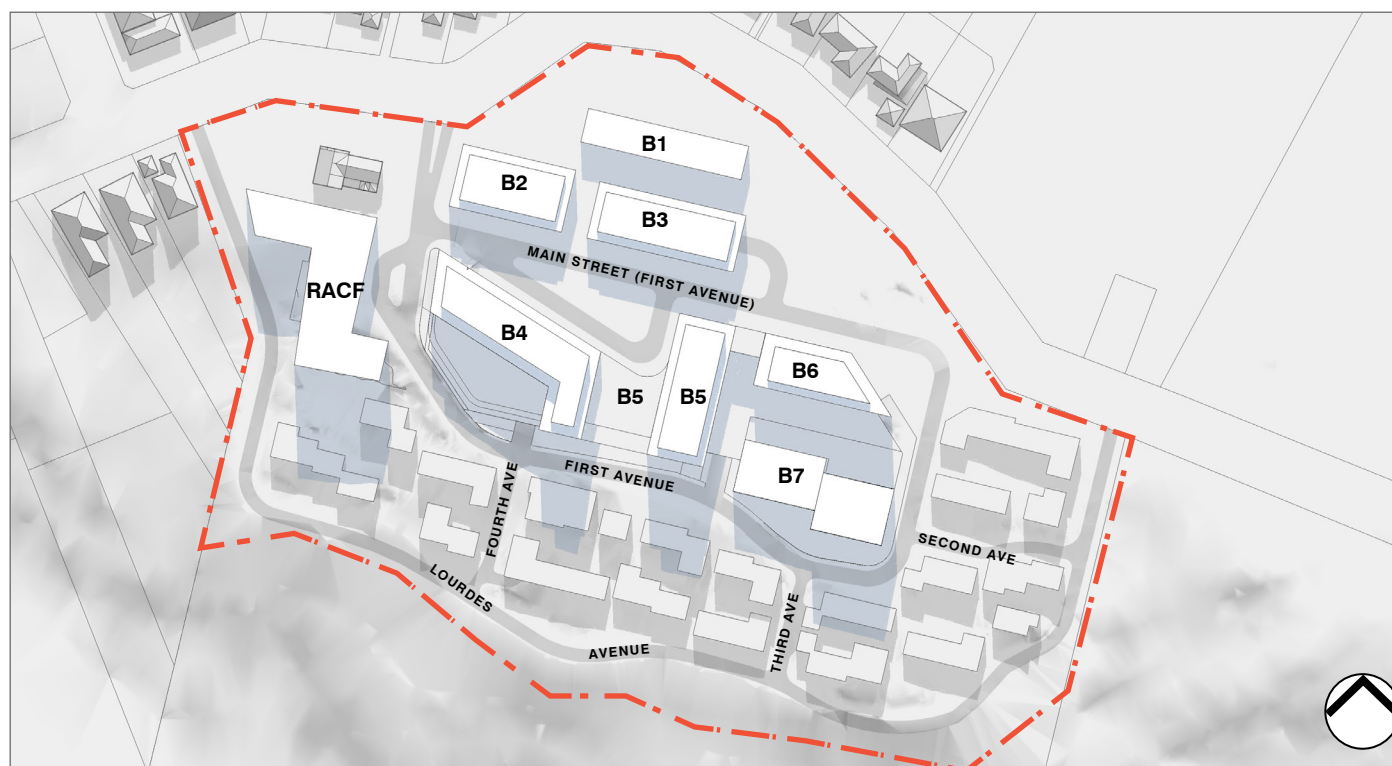 B1
B2
B3
MAIN STREET (FIRST AVENUE)
RACF
B4
B5
B5
B6
B7
FIRST AVENUE
FOURTH AVE
SECOND AVE
LOURDES
AVENUE
THIRD AVE